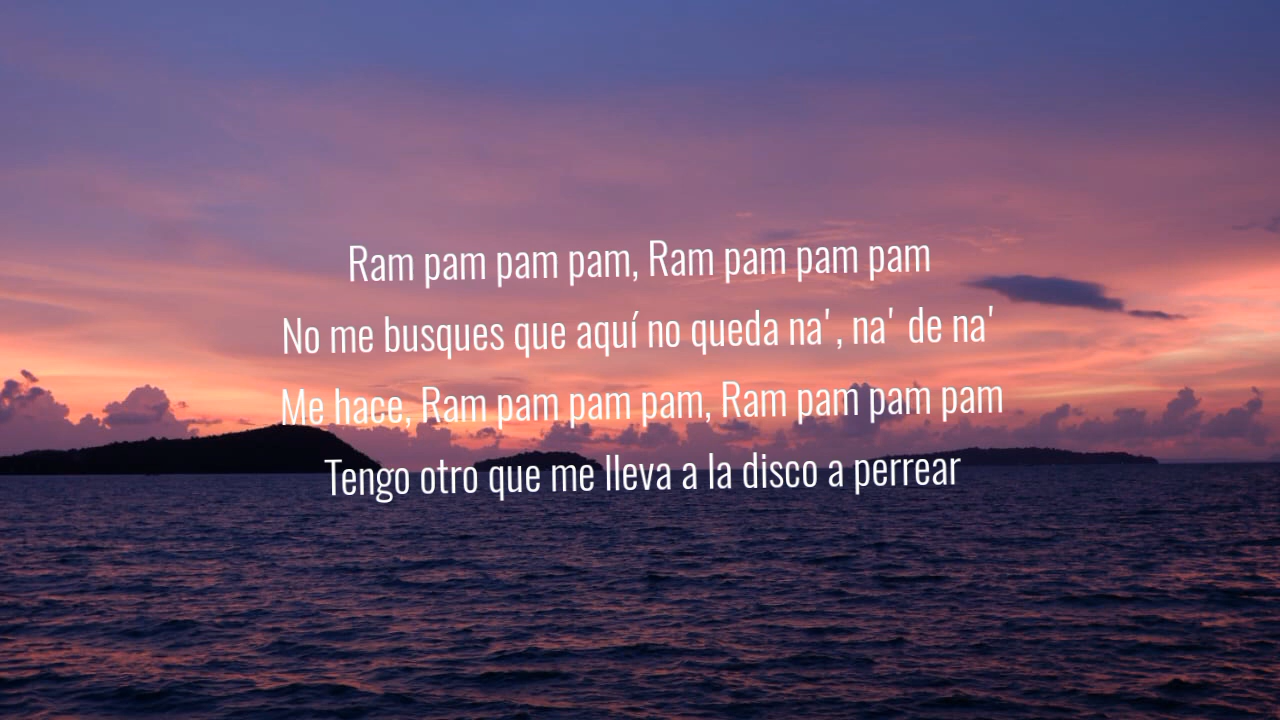 Ram pam pam pam, Ram pam pam pam
No me busques que aquí no queda na', na' de na'
Me hace, Ram pam pam pam, Ram pam pam pam
Tengo otro que me lleva a la disco a perrear